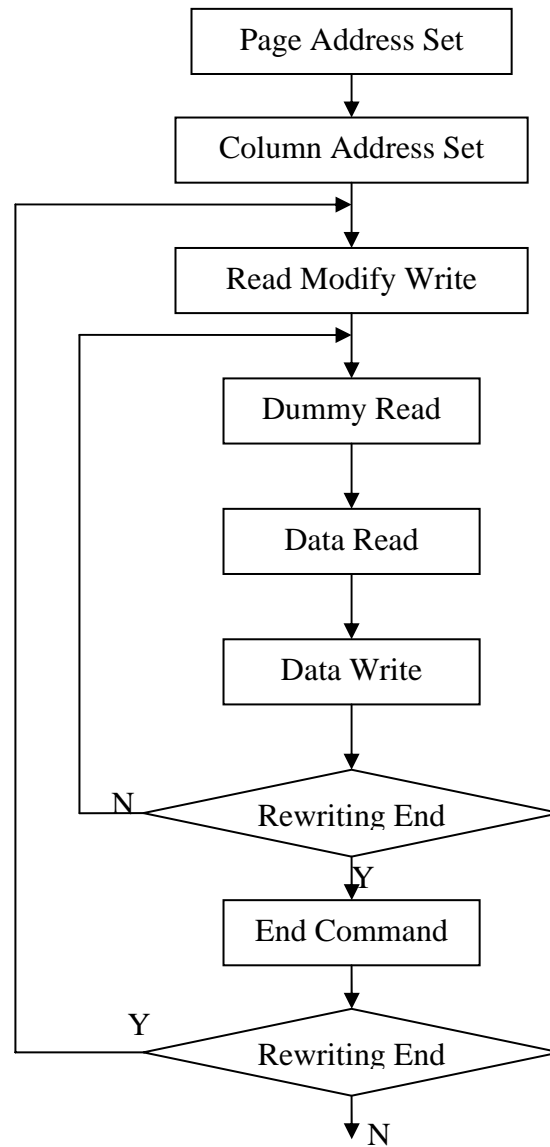 Page Address Set
Column Address Set
Read Modify Write
Dummy Read
Data Read
Data Write
N
Rewriting End
Y
End Command
Y
Rewriting End
N